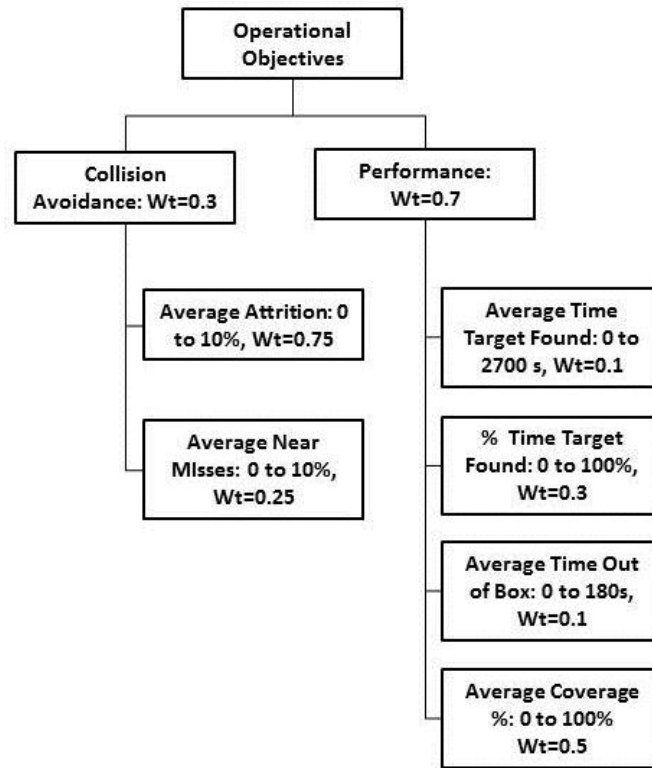 Operational
Objectives
Collision
Avoidance: Wt=0.3
Performance:
Wt=0.7
Average Attrition: 0
to 10%, Wt=0.75
Average Near
MIsses: 0 to 10%,
Wt=0.25
Average Time
Target Found: 0 to
2700 s, Wt=0.1
% Time Target
Found: 0 to 100%,
Wt=0.3
Average Time Out
of Box: 0 to 180s,
Wt=0.1
Average Coverage
%: 0 to 100%
Wt=0.5